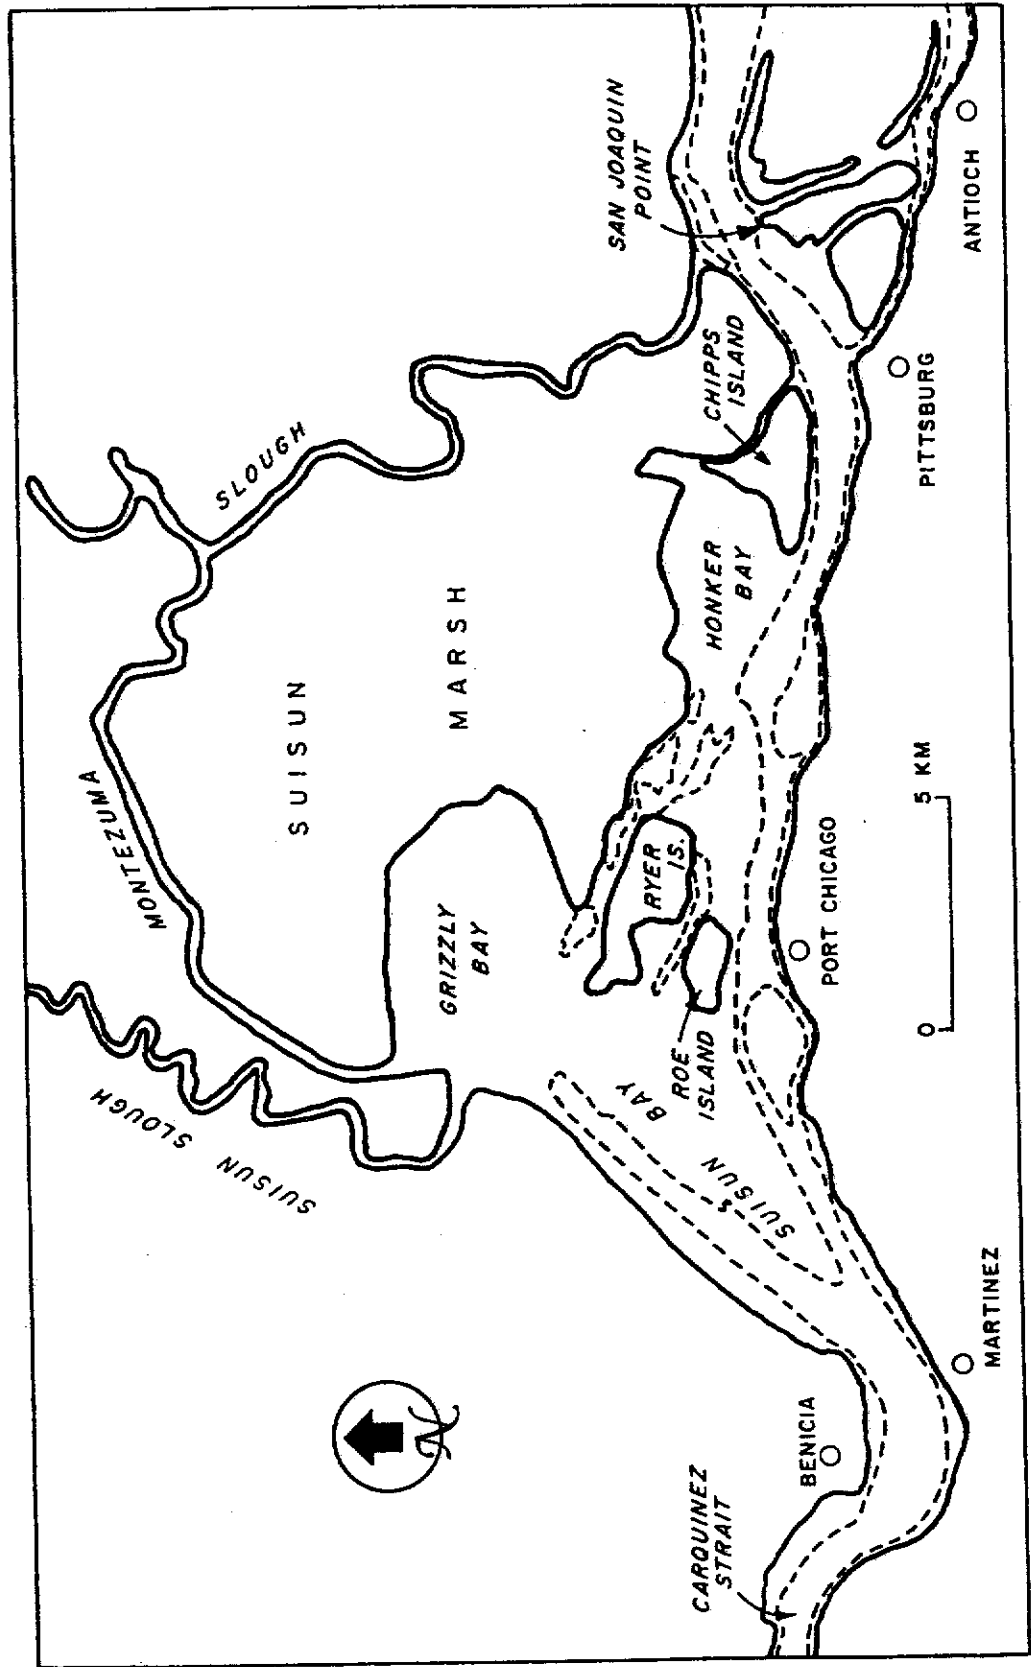 SUISUN SLOUGH
MONTEZUMA
SLOUGH
SUISUN
MARSH
GRIZZLY
BAY
SAN JOAQUIN
POINT
CHIPPS
ISLAND
HONKER
BAY
RYER
IS.
ROE
ISLAND
SUISUN BAY
CARQUINEZ
STRAIT
BENICIA
MARTINEZ
PORT CHICAGO
PITTSBURG
ANTIOCH
0 5 KM
N